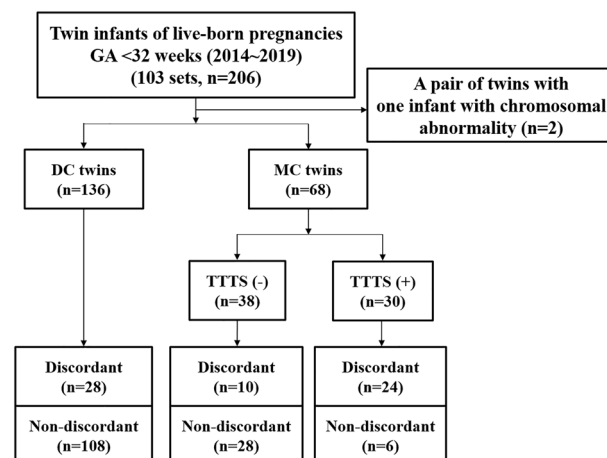 Twin infants of live-born pregnancies
GA <32 weeks (2014~2019)
(103 sets, n=206)
A pair of twins with
one infant with chromosomal
abnormality (n=2)
DC twins
(n=136)
MC twins
(n=68)
TTTS (-)
(n=38)
TTTS (+)
(n=30)
Discordant
(n=28)
Non-discordant
(n=108)
Discordant
(n=10)
Non-discordant
(n=28)
Discordant
(n=24)
Non-discordant
(n=6)